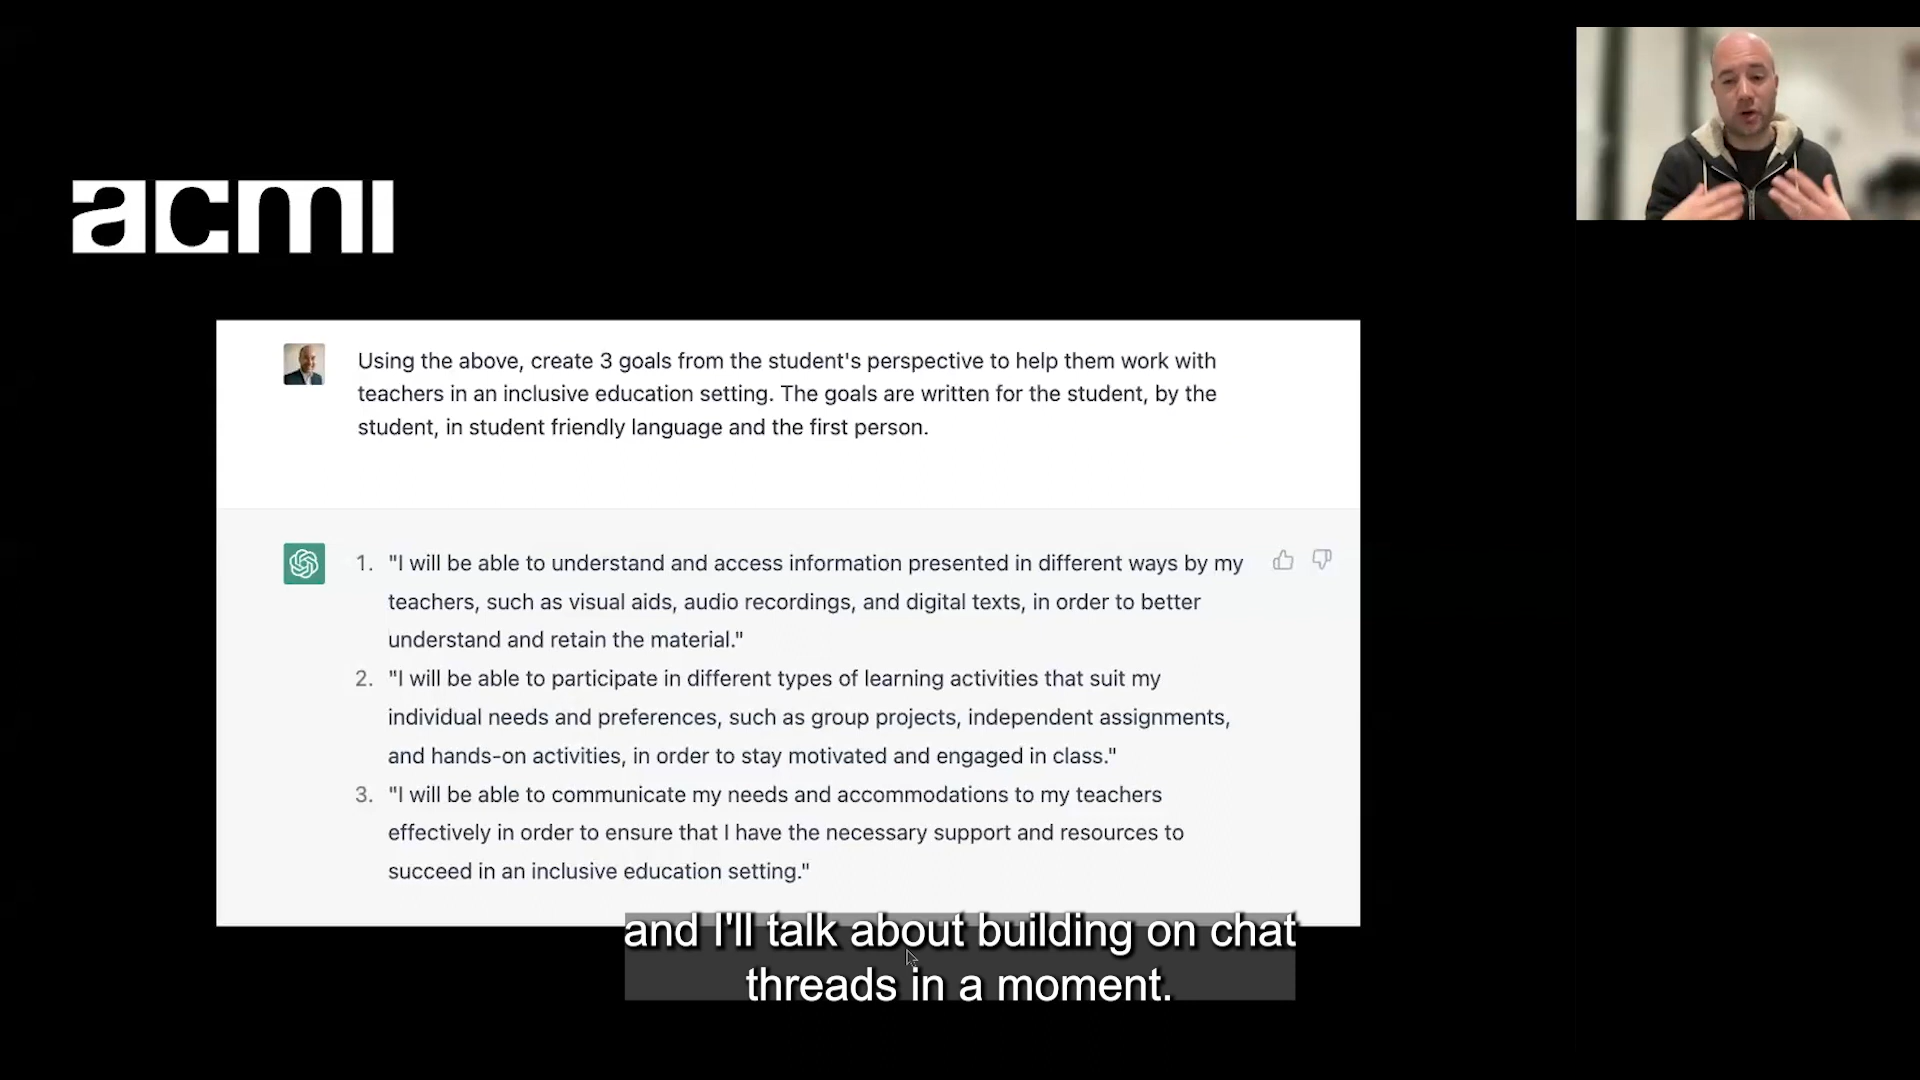 acmi
Using the above, create 3 goals from the student's perspective to help them work with
teachers in an inclusive education setting. The goals are written for the student, by the
student, in student friendly language and the first person.
1. "I will be able to understand and access information presented in different ways by my
teachers, such as visual aids, audio recordings, and digital texts, in order to better
understand and retain the material."
2. "I will be able to participate in different types of learning activities that suit my
individual needs and preferences, such as group projects, independent assignments,
and hands-on activities, in order to stay motivated and engaged in class."
3. "I will be able to communicate my needs and accommodations to my teachers
effectively in order to ensure that I have the necessary support and resources to
succeed in an inclusive education setting."
and I'll talk about building on chat
threads in a moment.